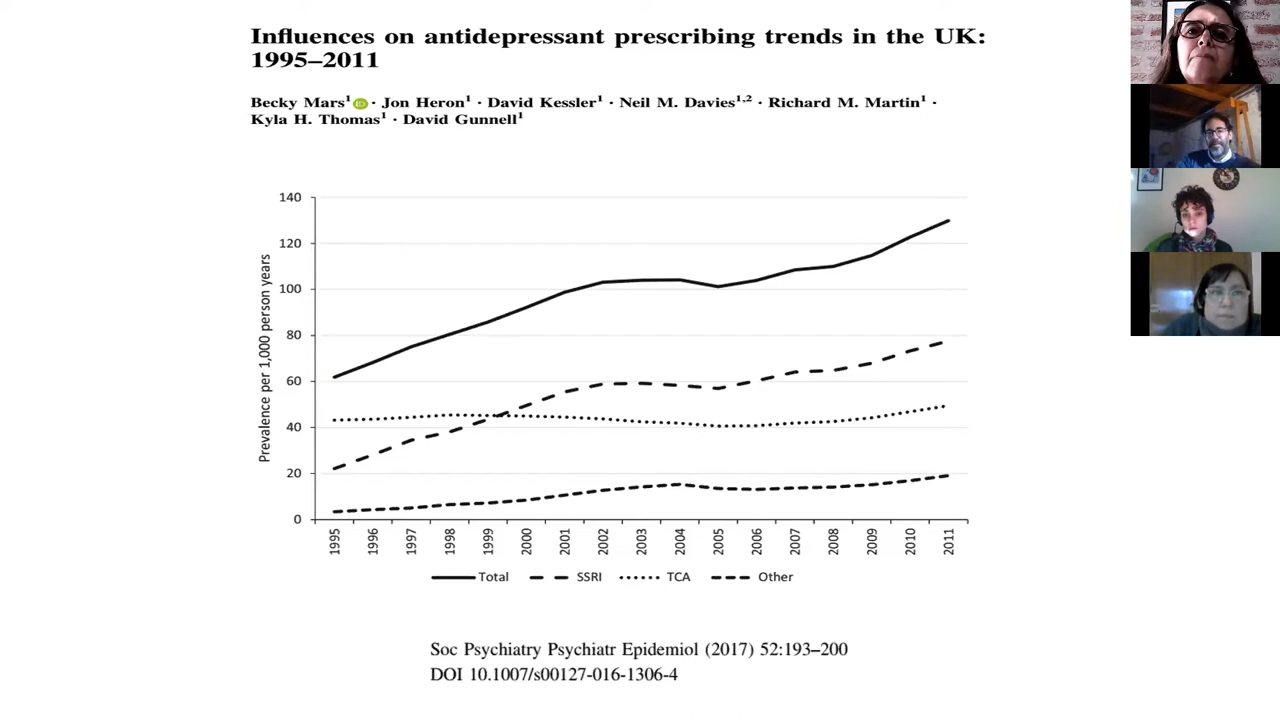 Influences on antidepressant prescribing trends in the UK:
1995–2011
Becky Mars1 iD · Jon Heron1 · David Kessler1 · Neil M. Davies1,2 · Richard M. Martin1 ·
Kyla H. Thomas1 · David Gunnell1
Prevalence per 1,000 person years
140
120
100
80
60
40
20
0
1995 1996 1997 1998 1999 2000 2001 2002 2003 2004 2005 2006 2007 2008 2009 2010 2011
Total SSRI TCA Other
Soc Psychiatry Psychiatr Epidemiol (2017) 52:193–200
DOI 10.1007/s00127-016-1306-4